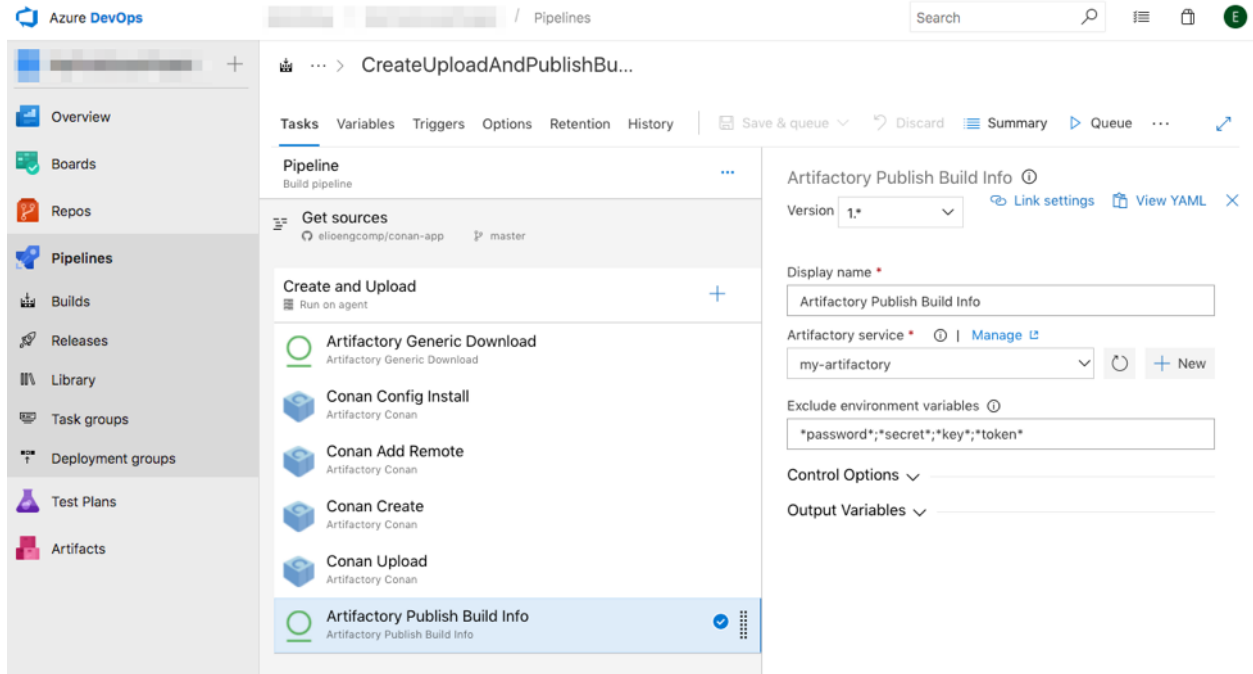 Azure DevOps
/ Pipelines
Search
E
CreateUploadAndPublishBu...
Overview
Boards
Repos
Pipelines
Builds
Releases
Library
Task groups
Deployment groups
Test Plans
Artifacts
Tasks Variables Triggers Options Retention History
Save & queue Discard Summary Queue ...
Pipeline
Build pipeline
Get sources
elioengcomp/conan-app master
Create and Upload
Run on agent
Artifactory Generic Download
Artifactory Generic Download
Conan Config Install
Artifactory Conan
Conan Add Remote
Artifactory Conan
Conan Create
Artifactory Conan
Conan Upload
Artifactory Conan
Artifactory Publish Build Info
Artifactory Publish Build Info
Artifactory Publish Build Info
Link settings View YAML
Version 1.*
Display name *
Artifactory Publish Build Info
Artifactory service * | Manage
my-artifactory
New
Exclude environment variables
*password*;*secret*;*key*;*token*
Control Options
Output Variables